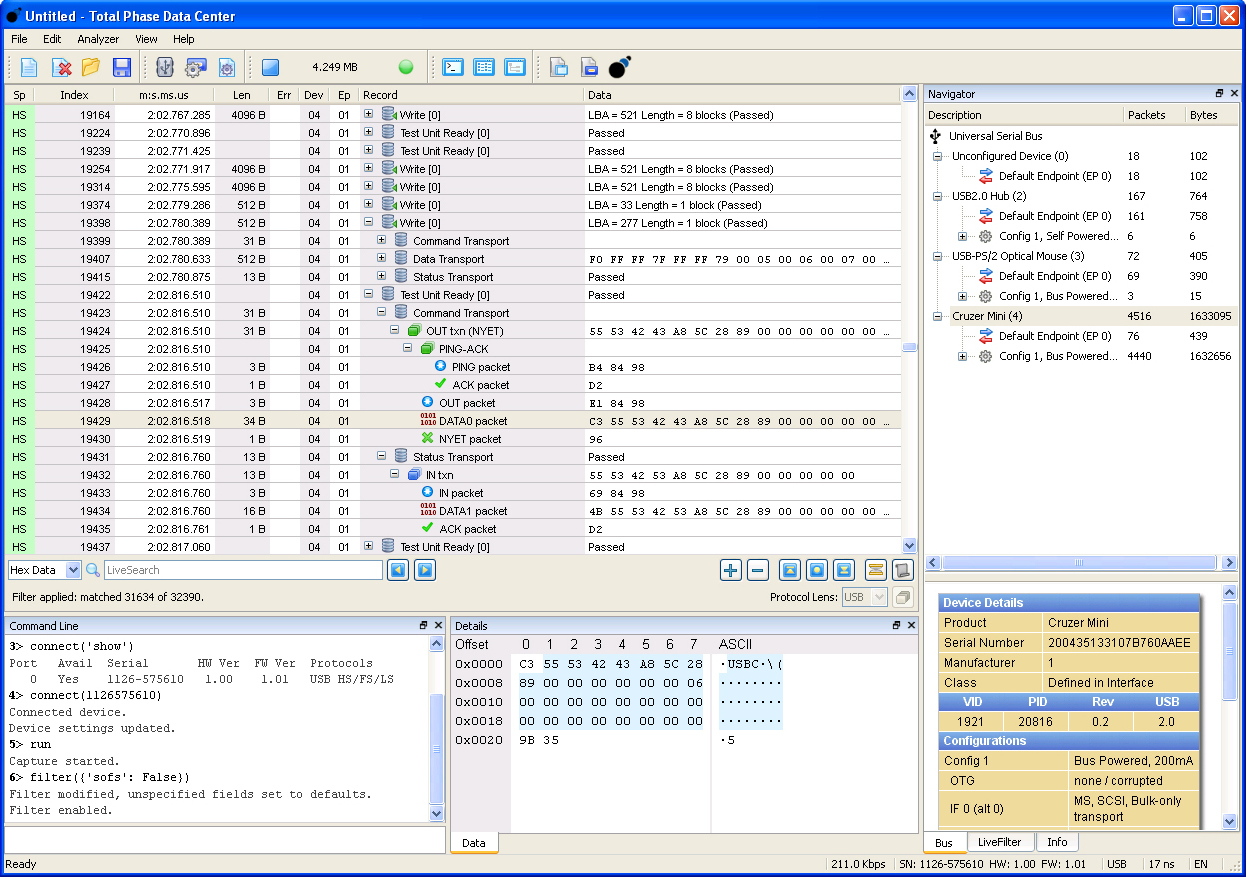 Untitled - Total Phase Data Center
File Edit Analyzer View Help
4.249 MB
Sp Index m:s.ms.us Len Err Dev Ep Record Data
HS 19164 2:02.767.285 4096 B 04 01 Write [0] LBA = 521 Length = 8 blocks (Passed)
HS 19224 2:02.770.896 04 01 Test Unit Ready [0] Passed
HS 19239 2:02.771.425 04 01 Test Unit Ready [0] Passed
HS 19254 2:02.771.917 4096 B 04 01 Write [0] LBA = 521 Length = 8 blocks (Passed)
HS 19314 2:02.775.595 4096 B 04 01 Write [0] LBA = 521 Length = 8 blocks (Passed)
HS 19374 2:02.779.286 512 B 04 01 Write [0] LBA = 33 Length = 1 block (Passed)
HS 19398 2:02.780.389 512 B 04 01 Write [0] LBA = 277 Length = 1 block (Passed)
HS 19399 2:02.780.389 31 B 04 01 Command Transport
HS 19407 2:02.780.633 512 B 04 01 Data Transport F0 FF FF 7F FF FF 79 00 05 00 06 00 07 00 ...
HS 19415 2:02.780.875 13 B 04 01 Status Transport Passed
HS 19422 2:02.816.510 04 01 Test Unit Ready [0] Passed
HS 19423 2:02.816.510 31 B 04 01 Command Transport
HS 19424 2:02.816.510 31 B 04 01 OUT txn (NYET) 55 53 42 43 A8 5C 28 89 00 00 00 00 00 00 ...
HS 19425 2:02.816.510 04 01 PING-ACK
HS 19426 2:02.816.510 3 B 04 01 PING packet B4 84 98
HS 19427 2:02.816.510 1 B 04 01 ACK packet D2
HS 19428 2:02.816.517 3 B 04 01 OUT packet E1 84 98
HS 19429 2:02.816.518 34 B 04 01 DATA0 packet C3 55 53 42 43 A8 5C 28 89 00 00 00 00 00 ...
HS 19430 2:02.816.519 1 B 04 01 NYET packet 96
HS 19431 2:02.816.760 13 B 04 01 Status Transport Passed
HS 19432 2:02.816.760 13 B 04 01 IN txn 55 53 42 53 A8 5C 28 89 00 00 00 00 00
HS 19433 2:02.816.760 3 B 04 01 IN packet 69 84 98
HS 19434 2:02.816.760 16 B 04 01 DATA1 packet 4B 55 53 42 53 A8 5C 28 89 00 00 00 00 00 ...
HS 19435 2:02.816.761 1 B 04 01 ACK packet D2
HS 19437 2:02.817.060 04 01 Test Unit Ready [0] Passed
Hex Data LiveSearch
Filter applied: matched 31634 of 32390. Protocol Lens: USB
Navigator
Description Packets Bytes
Universal Serial Bus
Unconfigured Device (0) 18 102
Default Endpoint (EP 0) 18 102
USB2.0 Hub (2) 167 764
Default Endpoint (EP 0) 161 758
Config 1, Self Powered... 6 6
USB-PS/2 Optical Mouse (3) 72 405
Default Endpoint (EP 0) 69 390
Config 1, Bus Powered... 3 15
Cruzer Mini (4) 4516 1633095
Default Endpoint (EP 0) 76 439
Config 1, Bus Powered... 4440 1632656
Command Line
3> connect('show')
Port Avail Serial HW Ver FW Ver Protocols
0 Yes 1126-575610 1.00 1.01 USB HS/FS/LS
4> connect(1126575610)
Connected device.
Device settings updated.
5> run
Capture started.
6> filter({'sofs': False})
Filter modified, unspecified fields set to defaults.
Filter enabled.
Details
Offset 0 1 2 3 4 5 6 7 ASCII
0x0000 C3 55 53 42 43 A8 5C 28 ·USBC·\(
0x0008 89 00 00 00 00 00 00 06 ········
0x0010 00 00 00 00 00 00 00 00 ········
0x0018 00 00 00 00 00 00 00 00 ········
0x0020 9B 35 ·5
Data
Device Details
Product Cruzer Mini
Serial Number 200435133107B760AAEE
Manufacturer 1
Class Defined in Interface
VID PID Rev USB
1921 20816 0.2 2.0
Configurations
Config 1 Bus Powered, 200mA
OTG none / corrupted
IF 0 (alt 0) MS, SCSI, Bulk-only
transport
Bus LiveFilter Info
Ready 211.0 Kbps SN: 1126-575610 HW: 1.00 FW: 1.01 USB 17 ns EN